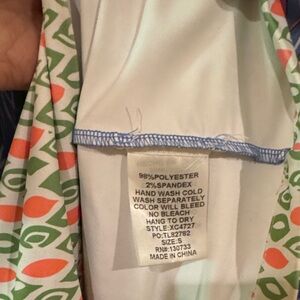 98%POLYESTER
2%SPANDEX
HAND WASH COLD
WASH SEPARATELY
COLOR WILL BLEED
NO BLEACH
HANG TO DRY
STYLE:XC4727
PO:TL82782
SIZE:S
RN#:130733
MADE IN CHINA